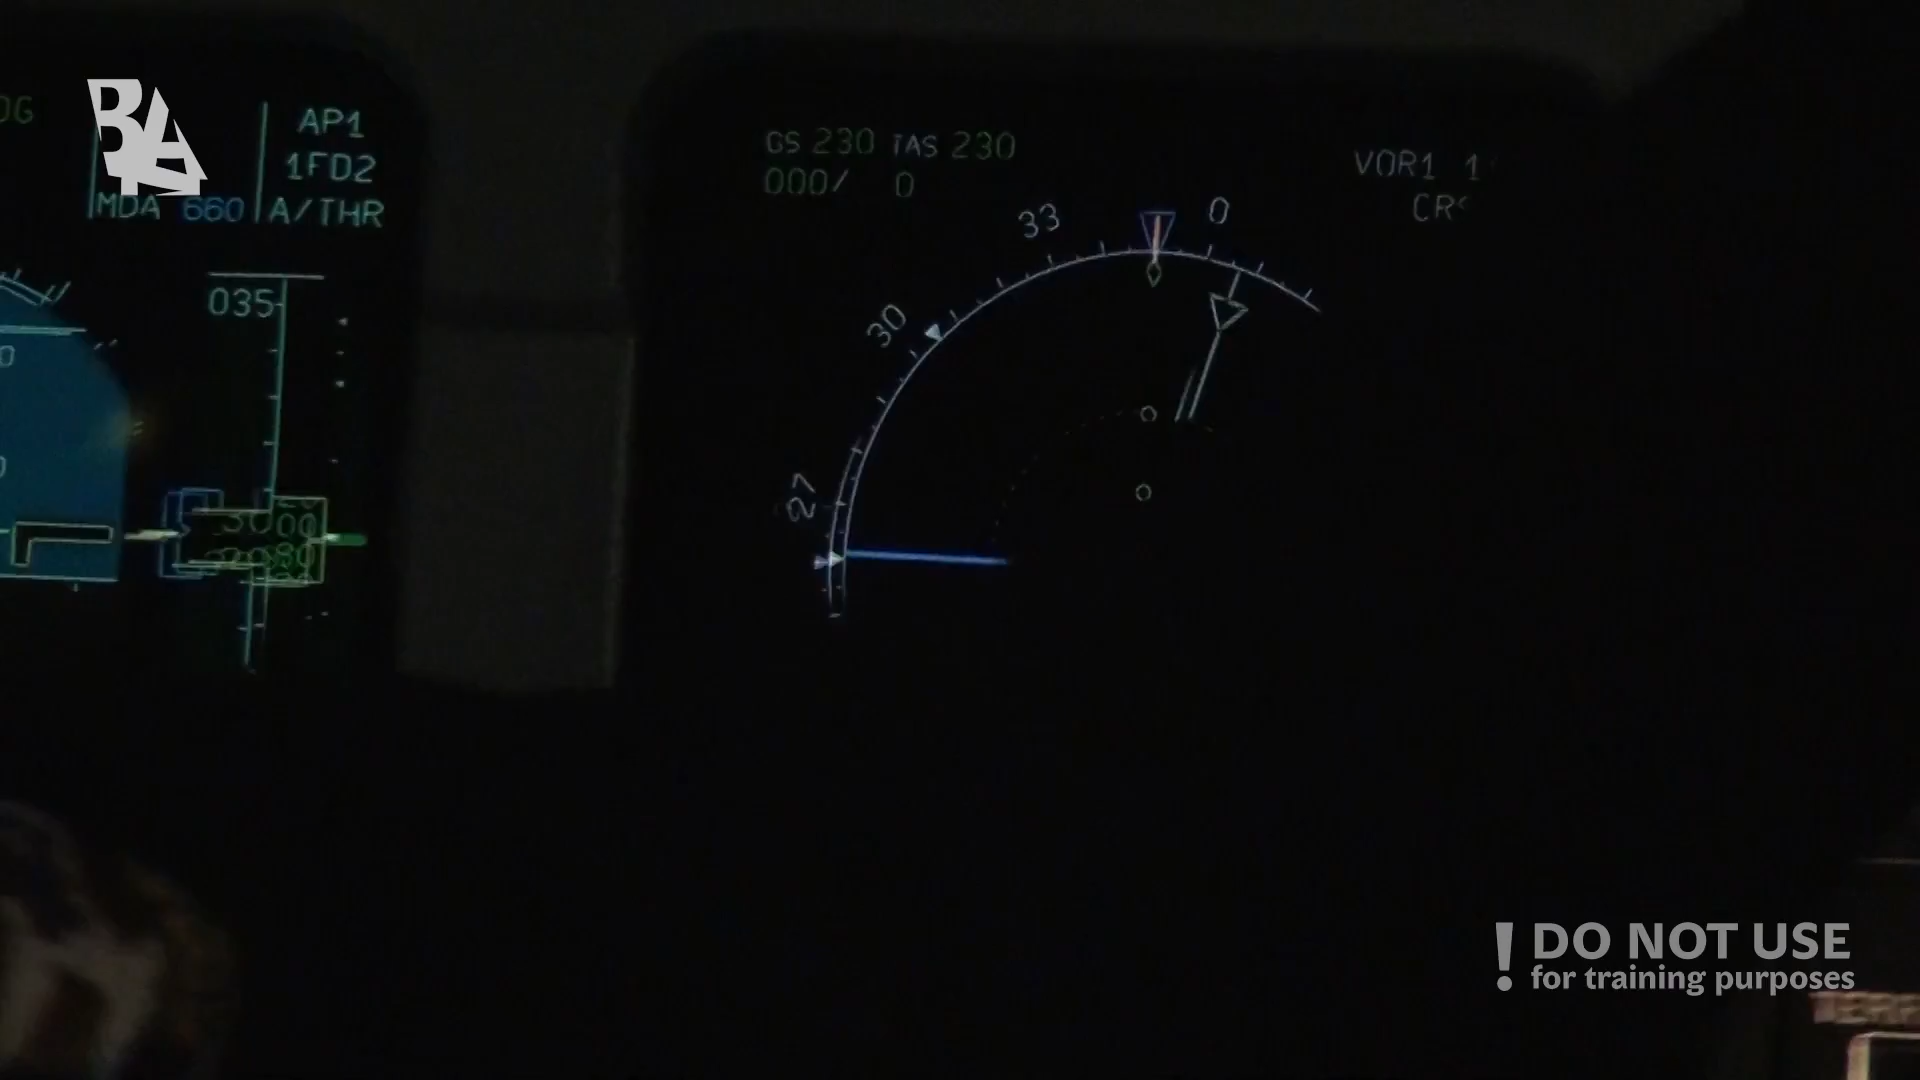 AP1
1FD2
MDA 660 A/THR
035
GS 230 TAS 230
000/ 0
VOR1 1
33
0
30
27
! DO NOT USE
for training purposes